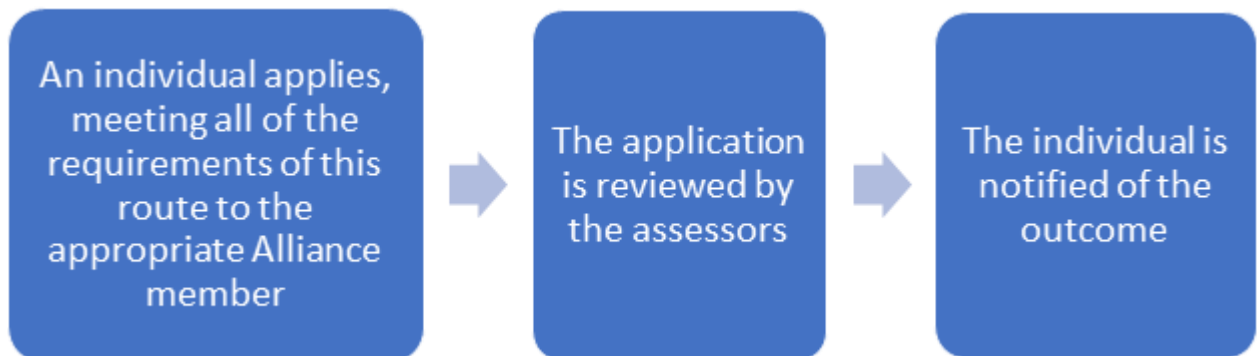 An individual applies,
meeting all of the
requirements of this
route to the
appropriate Alliance
member
The application
is reviewed by
the assessors
The individual is
notified of the
outcome